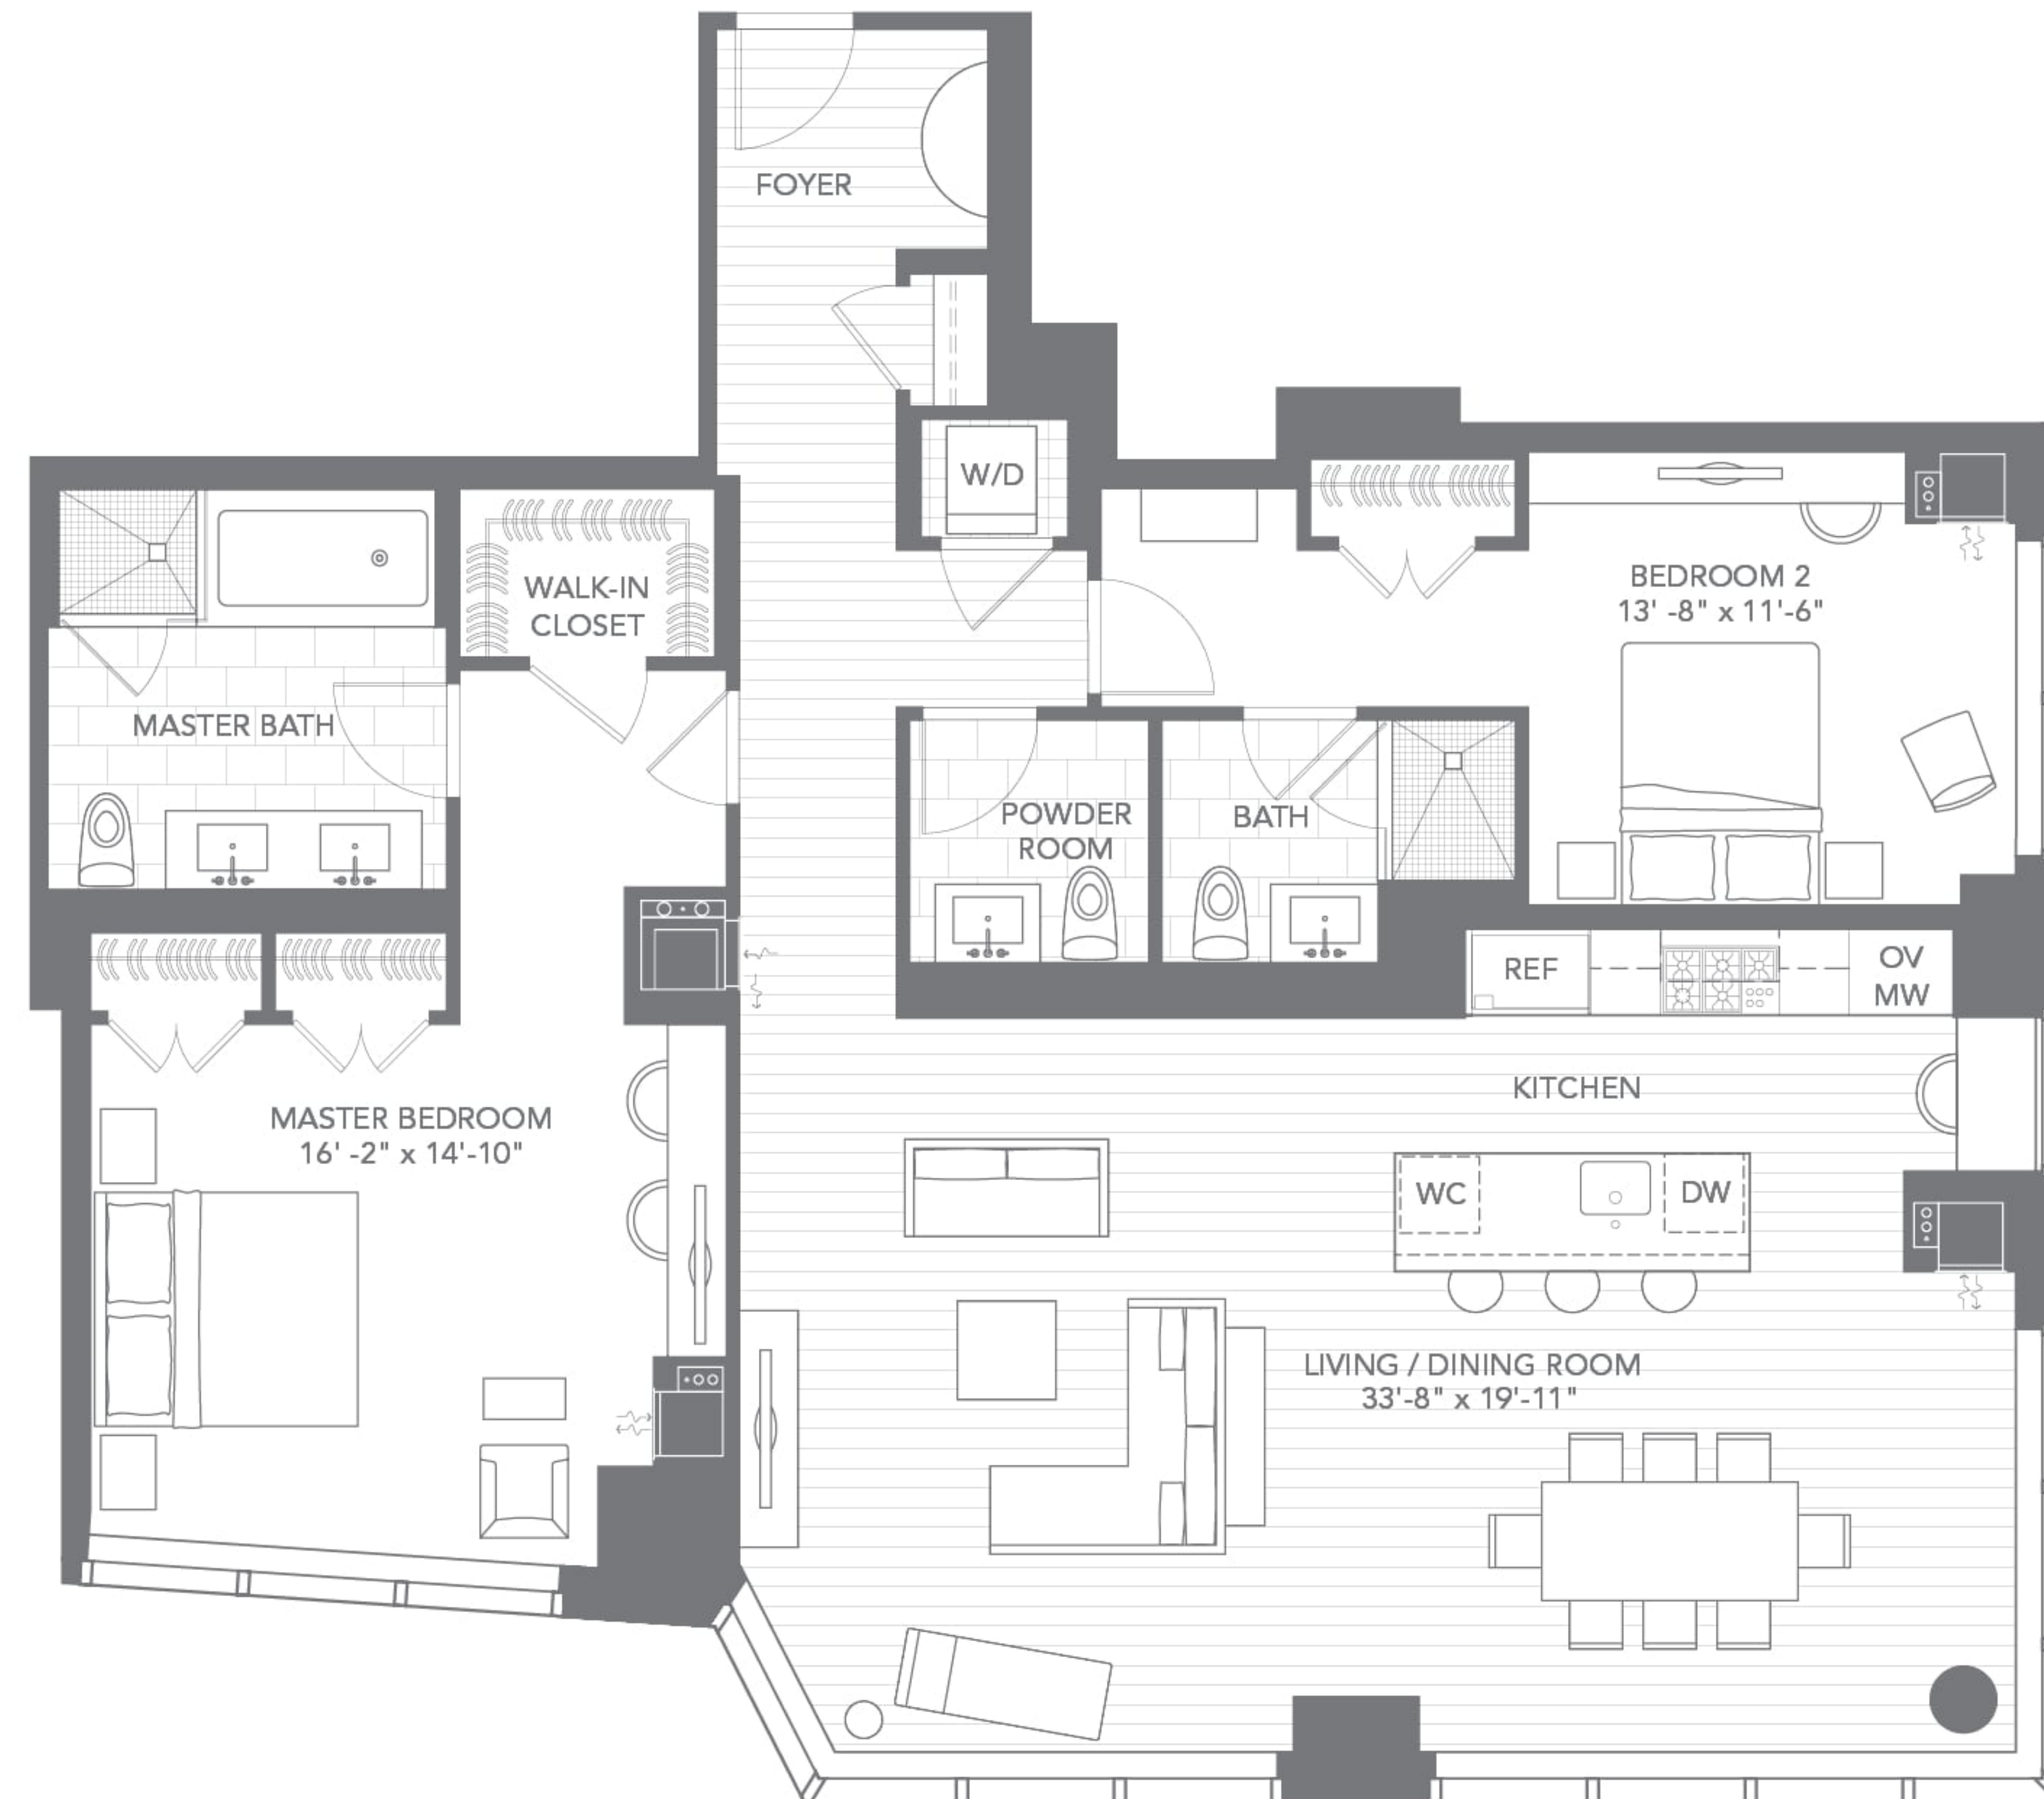 FOYER
W/D
WALK-IN
CLOSET
BEDROOM 2
13' -8" x 11'-6"
MASTER BATH
POWDER
ROOM
BATH
REF
OV
MW
KITCHEN
MASTER BEDROOM
16' -2" x 14'-10"
WC
DW
LIVING / DINING ROOM
33'-8" x 19'-11"